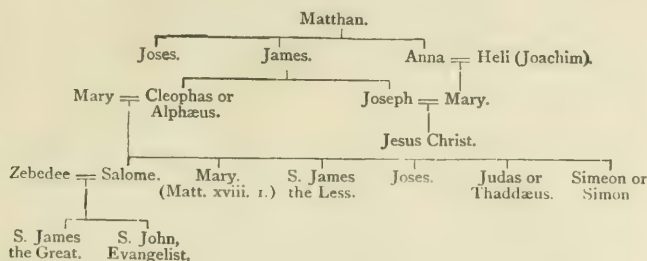 Matthan.
Joses. James. Anna = Heli (Joachim).
Mary = Cleophas or Alphæus. Joseph = Mary.
Jesus Christ.
Zebedee = Salome. Mary. (Matt. xviii. 1.) S. James the Less. Joses. Judas or Thaddæus. Simeon or Simon
S. James the Great. S. John, Evangelist.